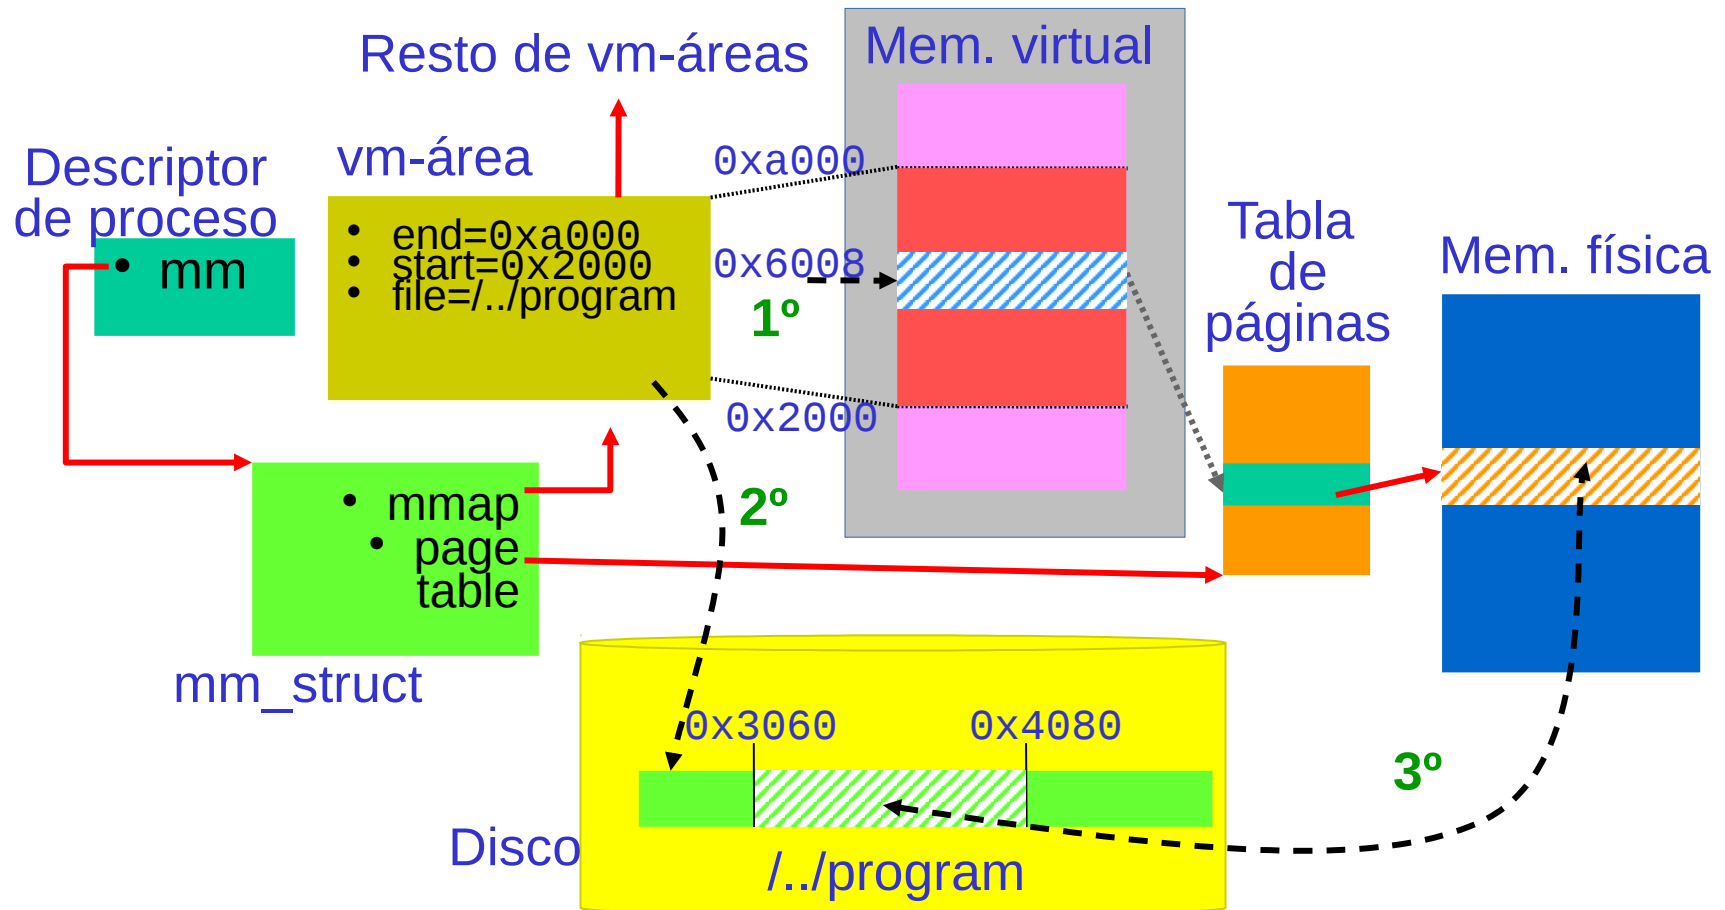 Resto de vm-áreas
Mem. virtual
Descriptor
de proceso
• mm
vm-área
• end=0xa000
• start=0x2000
• file=/../program
0xa000
0x6008
1º
0x2000
Tabla
de
páginas
Mem. física
• mmap
• page
table
mm_struct
2º
0x3060
0x4080
3º
Disco
/../program